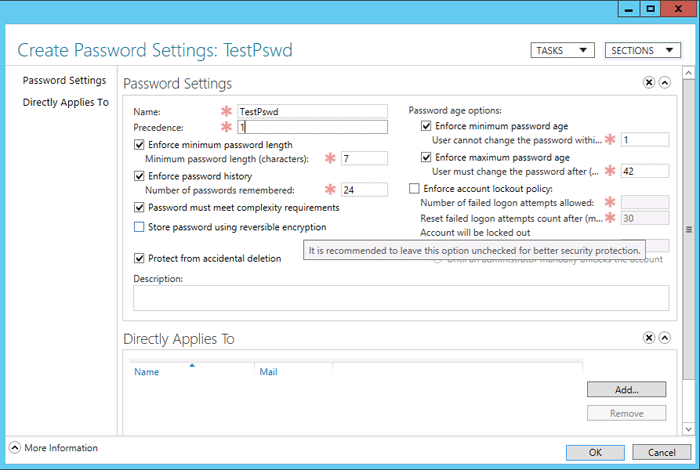 Create Password Settings: TestPswd
TASKS
SECTIONS
Password Settings
Directly Applies To
Password Settings
Name:
* TestPswd
Precedence:
* 1
Enforce minimum password length
Minimum password length (characters): * 7
Enforce password history
Number of passwords remembered: * 24
Password must meet complexity requirements
Store password using reversible encryption
Protect from accidental deletion
Password age options:
Enforce minimum password age
User cannot change the password withi... * 1
Enforce maximum password age
User must change the password after (... * 42
Enforce account lockout policy:
Number of failed logon attempts allowed: *
Reset failed logon attempts count after (m... * 30
Account will be locked out
It is recommended to leave this option unchecked for better security protection.
Until an administrator manually unlocks the account
Description:
Directly Applies To
Name
Mail
Add...
Remove
More Information
OK
Cancel